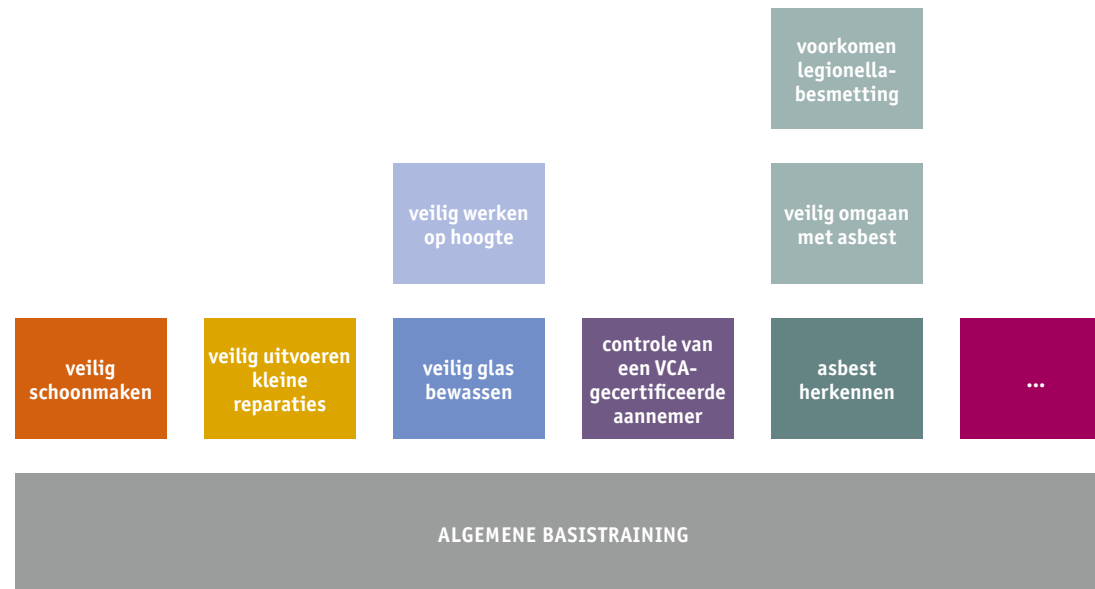 voorkomen
legionella-
besmetting
veilig werken
op hoogte
veilig omgaan
met asbest
veilig
schoonmaken
veilig uitvoeren
kleine
reparaties
veilig glas
bewassen
controle van
een VCA-
gecertificeerde
aannemer
asbest
herkennen
...
ALGEMENE BASISTRAINING